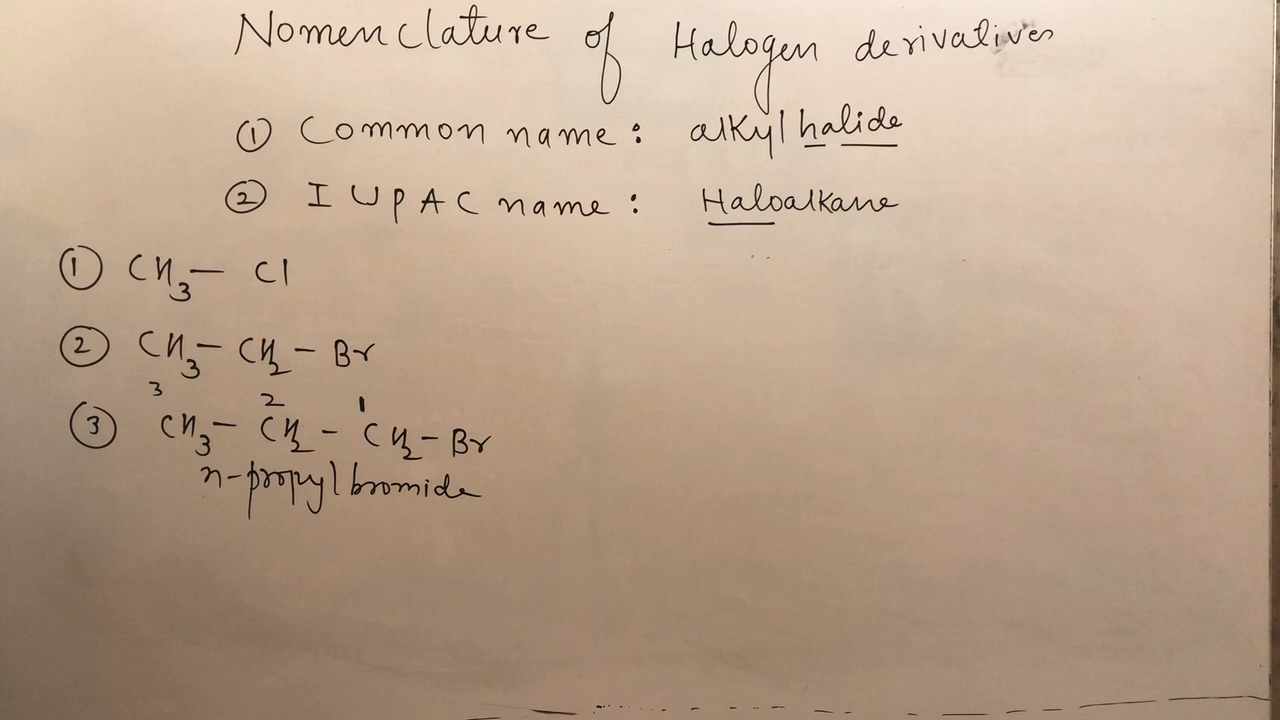 Nomenclature of Halogen derivatives
① Common name : alkyl halide
② IUPAC name : Haloalkane
① CH3 — Cl
② CH3 — CH2 — Br
3 2 1
③ CH3 — CH2 — CH2 — Br
n-propyl bromide